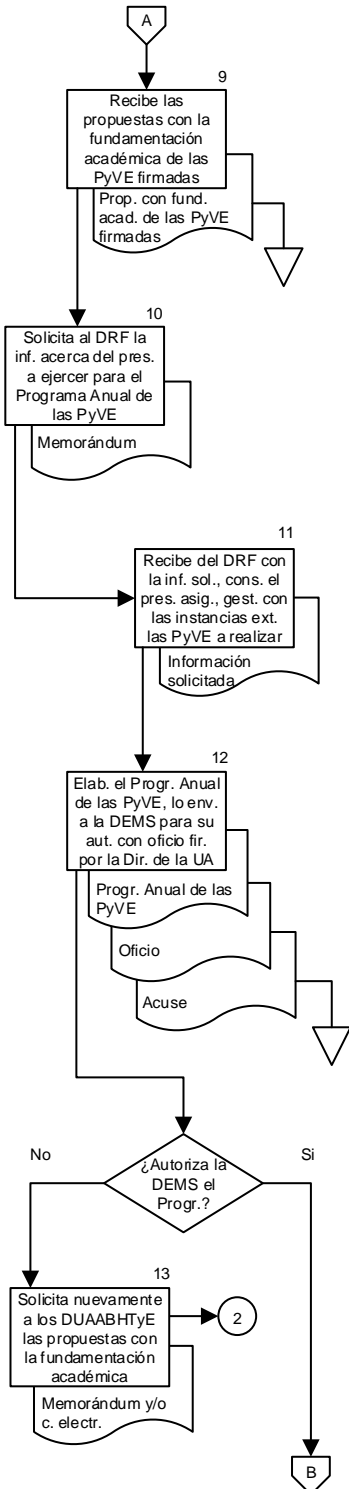 A
9
Recibe las
propuestas con la
fundamentación
académica de las
PyVE firmadas
Prop. con fund.
acad. de las PyVE
firmadas
10
Solicita al DRF la
inf. acerca del pres.
a ejercer para el
Programa Anual de
las PyVE
Memorándum
11
Recibe del DRF con
la inf. sol., cons. el
pres. asig., gest. con
las instancias ext.
las PyVE a realizar
Información
solicitada
12
Elab. el Progr. Anual
de las PyVE, lo env.
a la DEMS para su
aut. con oficio fir.
por la Dir. de la UA
Progr. Anual de las
PyVE
Oficio
Acuse
¿Autoriza la
DEMS el
Progr.?
No
Si
13
Solicita nuevamente
a los DUAABHTyE
las propuestas con
la fundamentación
académica
2
Memorándum y/o
c. electr.
B